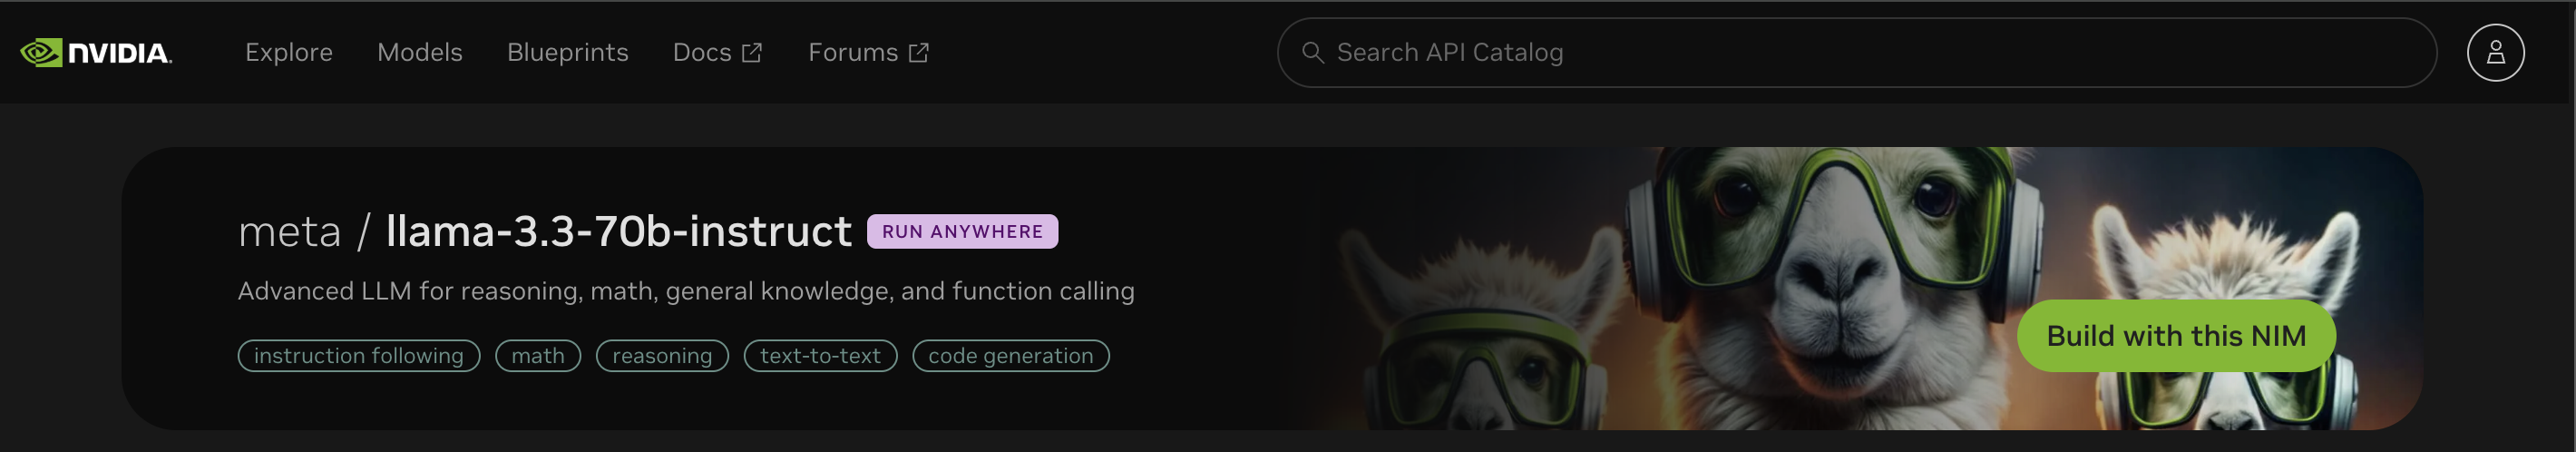 NVIDIA.
Explore Models Blueprints Docs Forums
Search API Catalog
meta / llama-3.3-70b-instruct RUN ANYWHERE
Advanced LLM for reasoning, math, general knowledge, and function calling
instruction following math reasoning text-to-text code generation
Build with this NIM